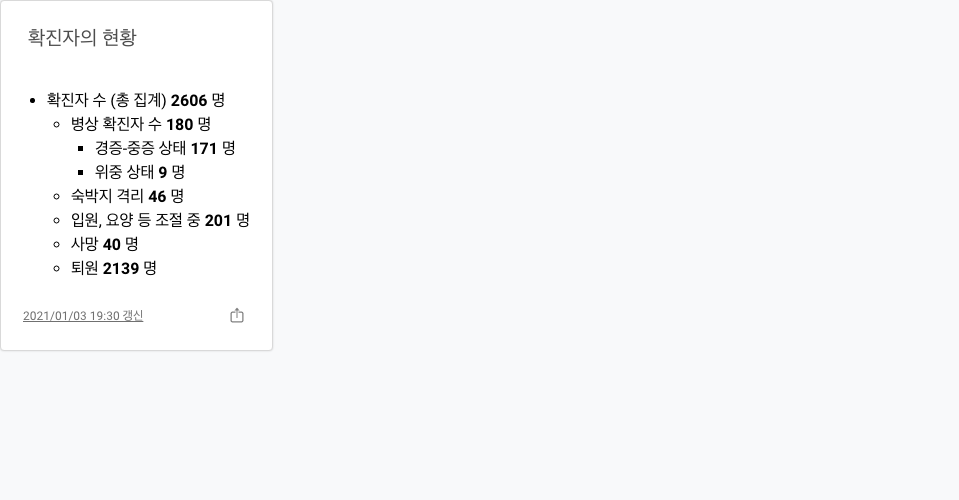 확진자의 현황
확진자 수 (총 집계) 2606 명
병상 확진자 수 180 명
경증-중증 상태 171 명
위중 상태 9 명
숙박지 격리 46 명
입원, 요양 등 조절 중 201 명
사망 40 명
퇴원 2139 명
2021/01/03 19:30 갱신